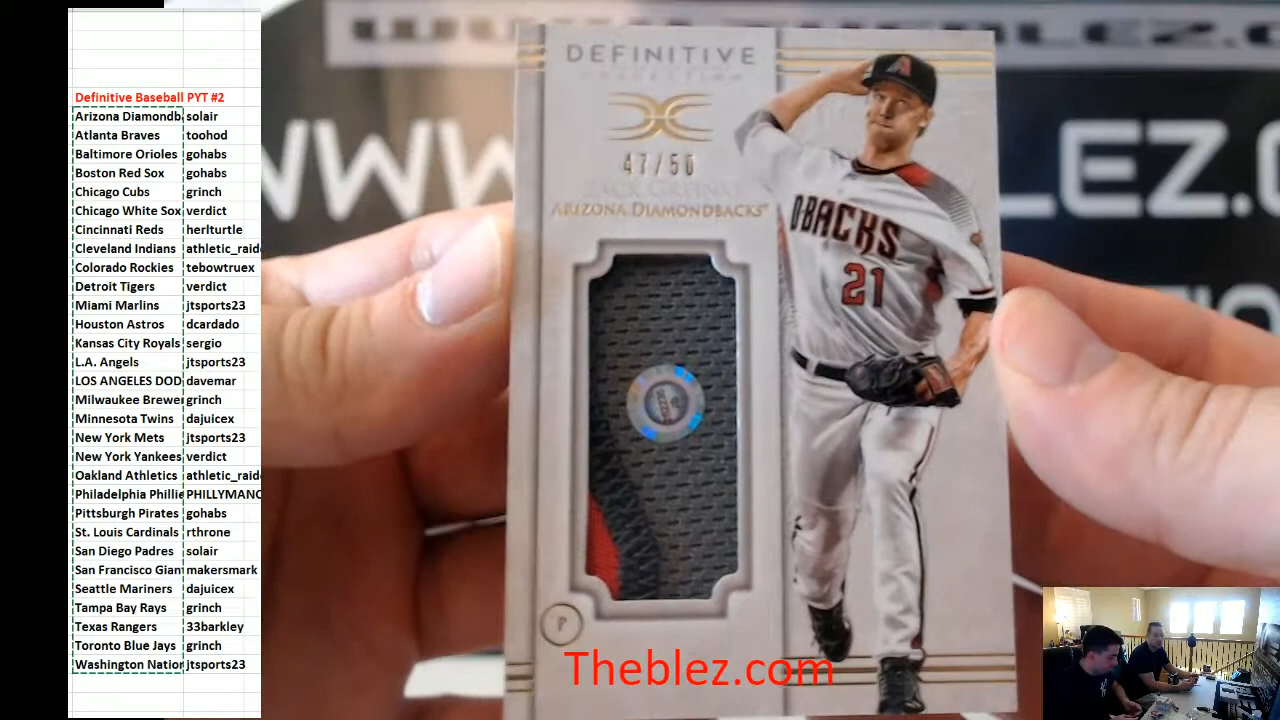 Definitive Baseball PYT #2
Arizona Diamondb solair
Atlanta Braves toohod
Baltimore Orioles gohabs
Boston Red Sox gohabs
Chicago Cubs grinch
Chicago White Sox verdict
Cincinnati Reds herlturtle
Cleveland Indians athletic_raide
Colorado Rockies tebowtruex
Detroit Tigers verdict
Miami Marlins jtsports23
Houston Astros dcardado
Kansas City Royals sergio
L.A. Angels jtsports23
LOS ANGELES DOD davemar
Milwaukee Brewe grinch
Minnesota Twins dajuicex
New York Mets jtsports23
New York Yankees verdict
Oakland Athletics athletic_raide
Philadelphia Phillie PHILLYMANC
Pittsburgh Pirates gohabs
St. Louis Cardinals rthrone
San Diego Padres solair
San Francisco Gian makersmark
Seattle Mariners dajuicex
Tampa Bay Rays grinch
Texas Rangers 33barkley
Toronto Blue Jays grinch
Washington Nation jtsports23
DEFINITIVE
47/50
ARIZONA DIAMONDBACKS
A
D-BACKS
21
P
Theblez.com
WWW
LEZ.C